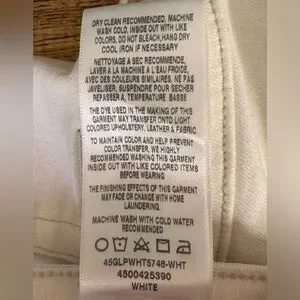 DRY CLEAN RECOMMENDED, MACHINE
WASH COLD, INSIDE OUT WITH LIKE
COLORS, DO NOT BLEACH, HANG DRY
COOL IRON IF NECESSARY
NETTOYAGE A SEC RECOMENDE,
LAVER A LA MACHINE A L'EAU FROIDE,
AVEC DES COULEURS SIMILAIRES, NE PAS
JAVELISER, SUSPENDRE POUR SECHER
REPASSER A, TEMPERATURE BASSE
THE DYE USED IN THE MAKING OF THIS
GARMENT MAY TRANSFER ONTO LIGHT
COLORED UPHOLSTERY, LEATHER & FABRIC.
TO MAINTAIN COLOR AND HELP PREVENT
COLOR TRANSFER, WE HIGHLY
RECOMMENDED WASHING THIS GARMENT
INSIDE OUT WITH LIKE COLORED ITEMS
BEFORE WEARING
THE FINISHING EFFECTS OF THIS GARMENT
MAY FADE OR CHANGE WITH HOME
LAUNDERING.
MACHINE WASH WITH COLD WATER
RECOMMENDED
45GLPWHT5748-WHT
4500425390
WHITE